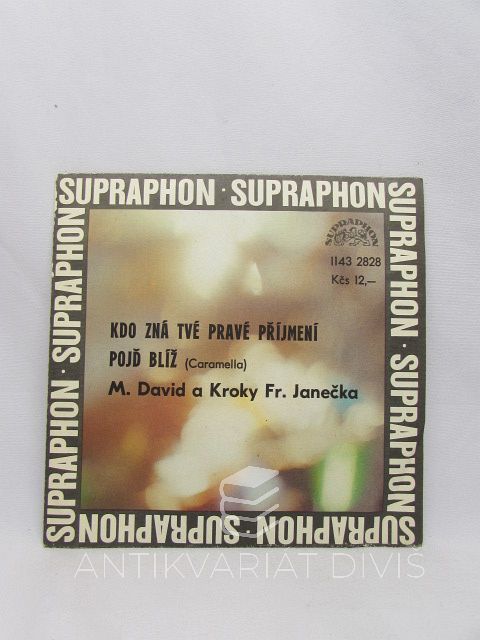 SUPRAPHON · SUPRAPHON
SUPRAPHON · SUPRAPHON
SUPRAPHON
1143 2828
Kčs 12,—
KDO ZNÁ TVÉ PRAVÉ PŘÍJMENÍ
POJĎ BLÍŽ (Caramella)
M. David a Kroky Fr. Janečka
SUPRAPHON · SUPRAPHON
SUPRAPHON · SUPRAPHON
ANTIKVARIAT DIVIŠ